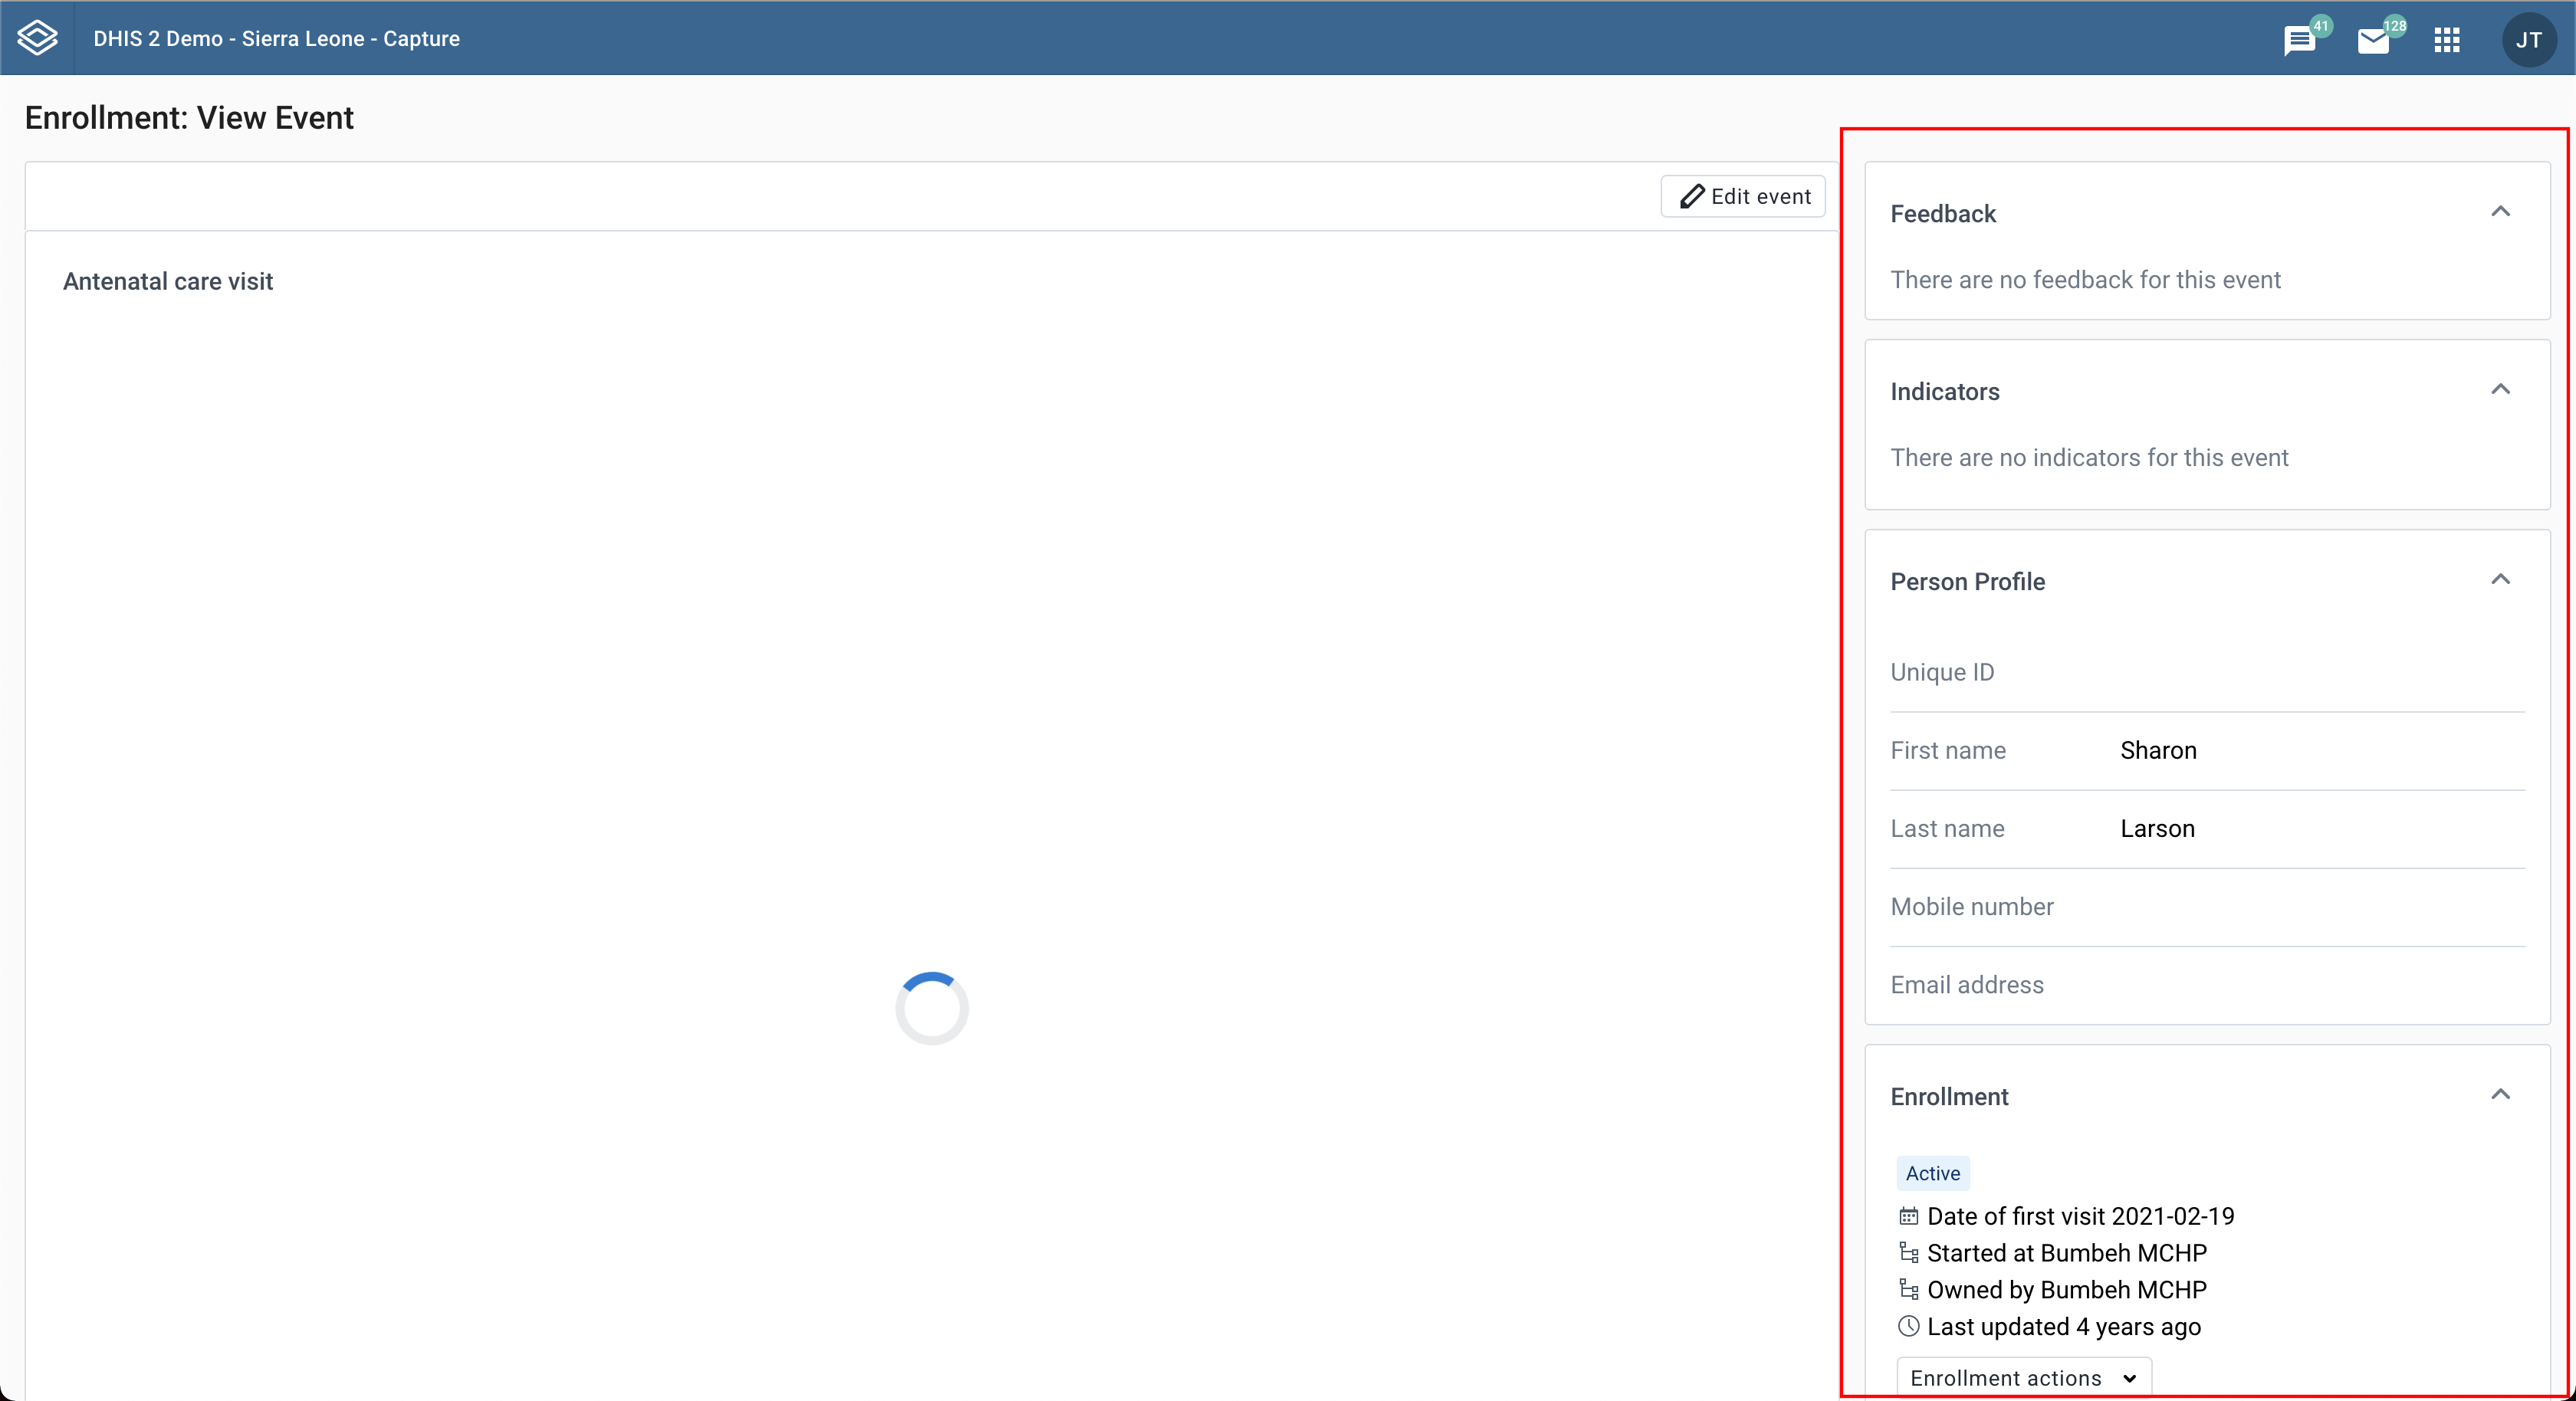 DHIS 2 Demo - Sierra Leone - Capture
41
128
JT
Enrollment: View Event
Edit event
Antenatal care visit
Feedback
There are no feedback for this event
Indicators
There are no indicators for this event
Person Profile
Unique ID
First name Sharon
Last name Larson
Mobile number
Email address
Enrollment
Active
Date of first visit 2021-02-19
Started at Bumbeh MCHP
Owned by Bumbeh MCHP
Last updated 4 years ago
Enrollment actions